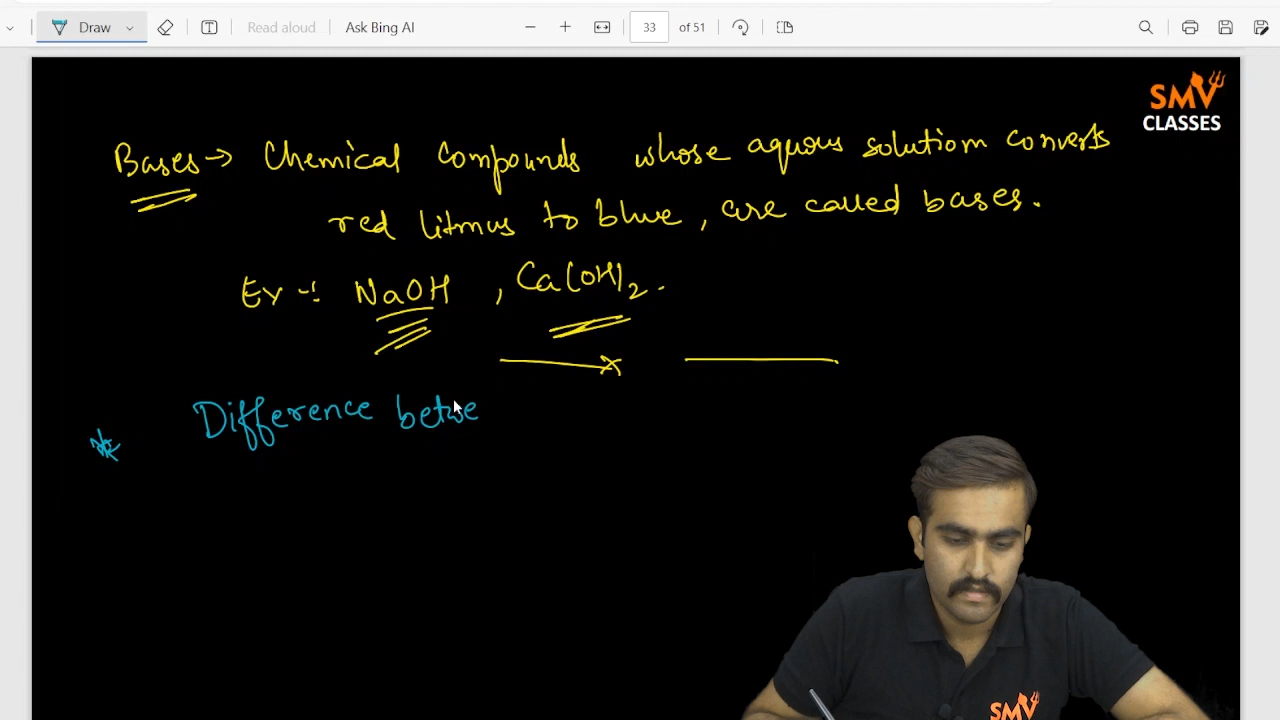 Draw
Read aloud
Ask Bing AI
33 of 51
SMV
CLASSES
Bases → Chemical compounds whose aquous solution converts
red litmus to blue, are called bases.
Ex -: NaOH, Ca(OH)2.
* Difference betwe
SMV